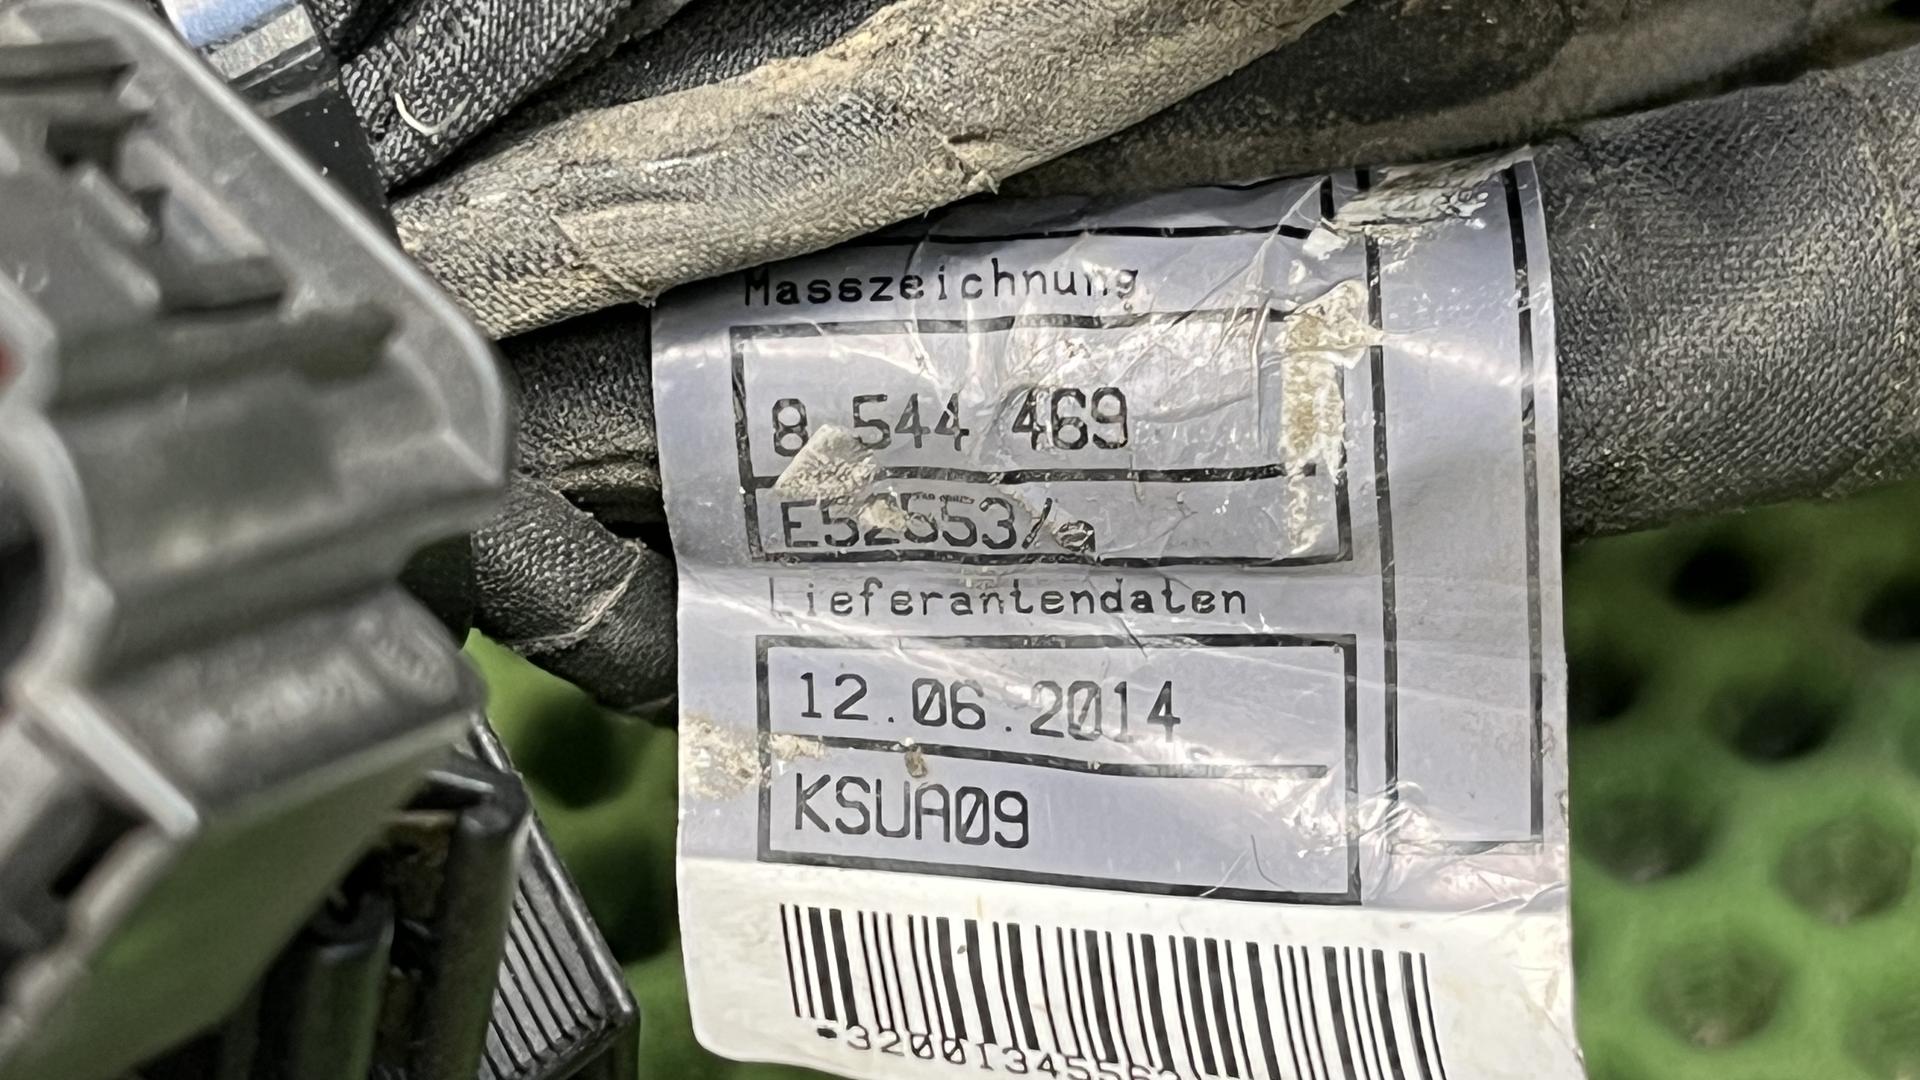 Masszeichnung
8 544 469
E52553/a
Lieferantendaten
12.06.2014
KSUA09